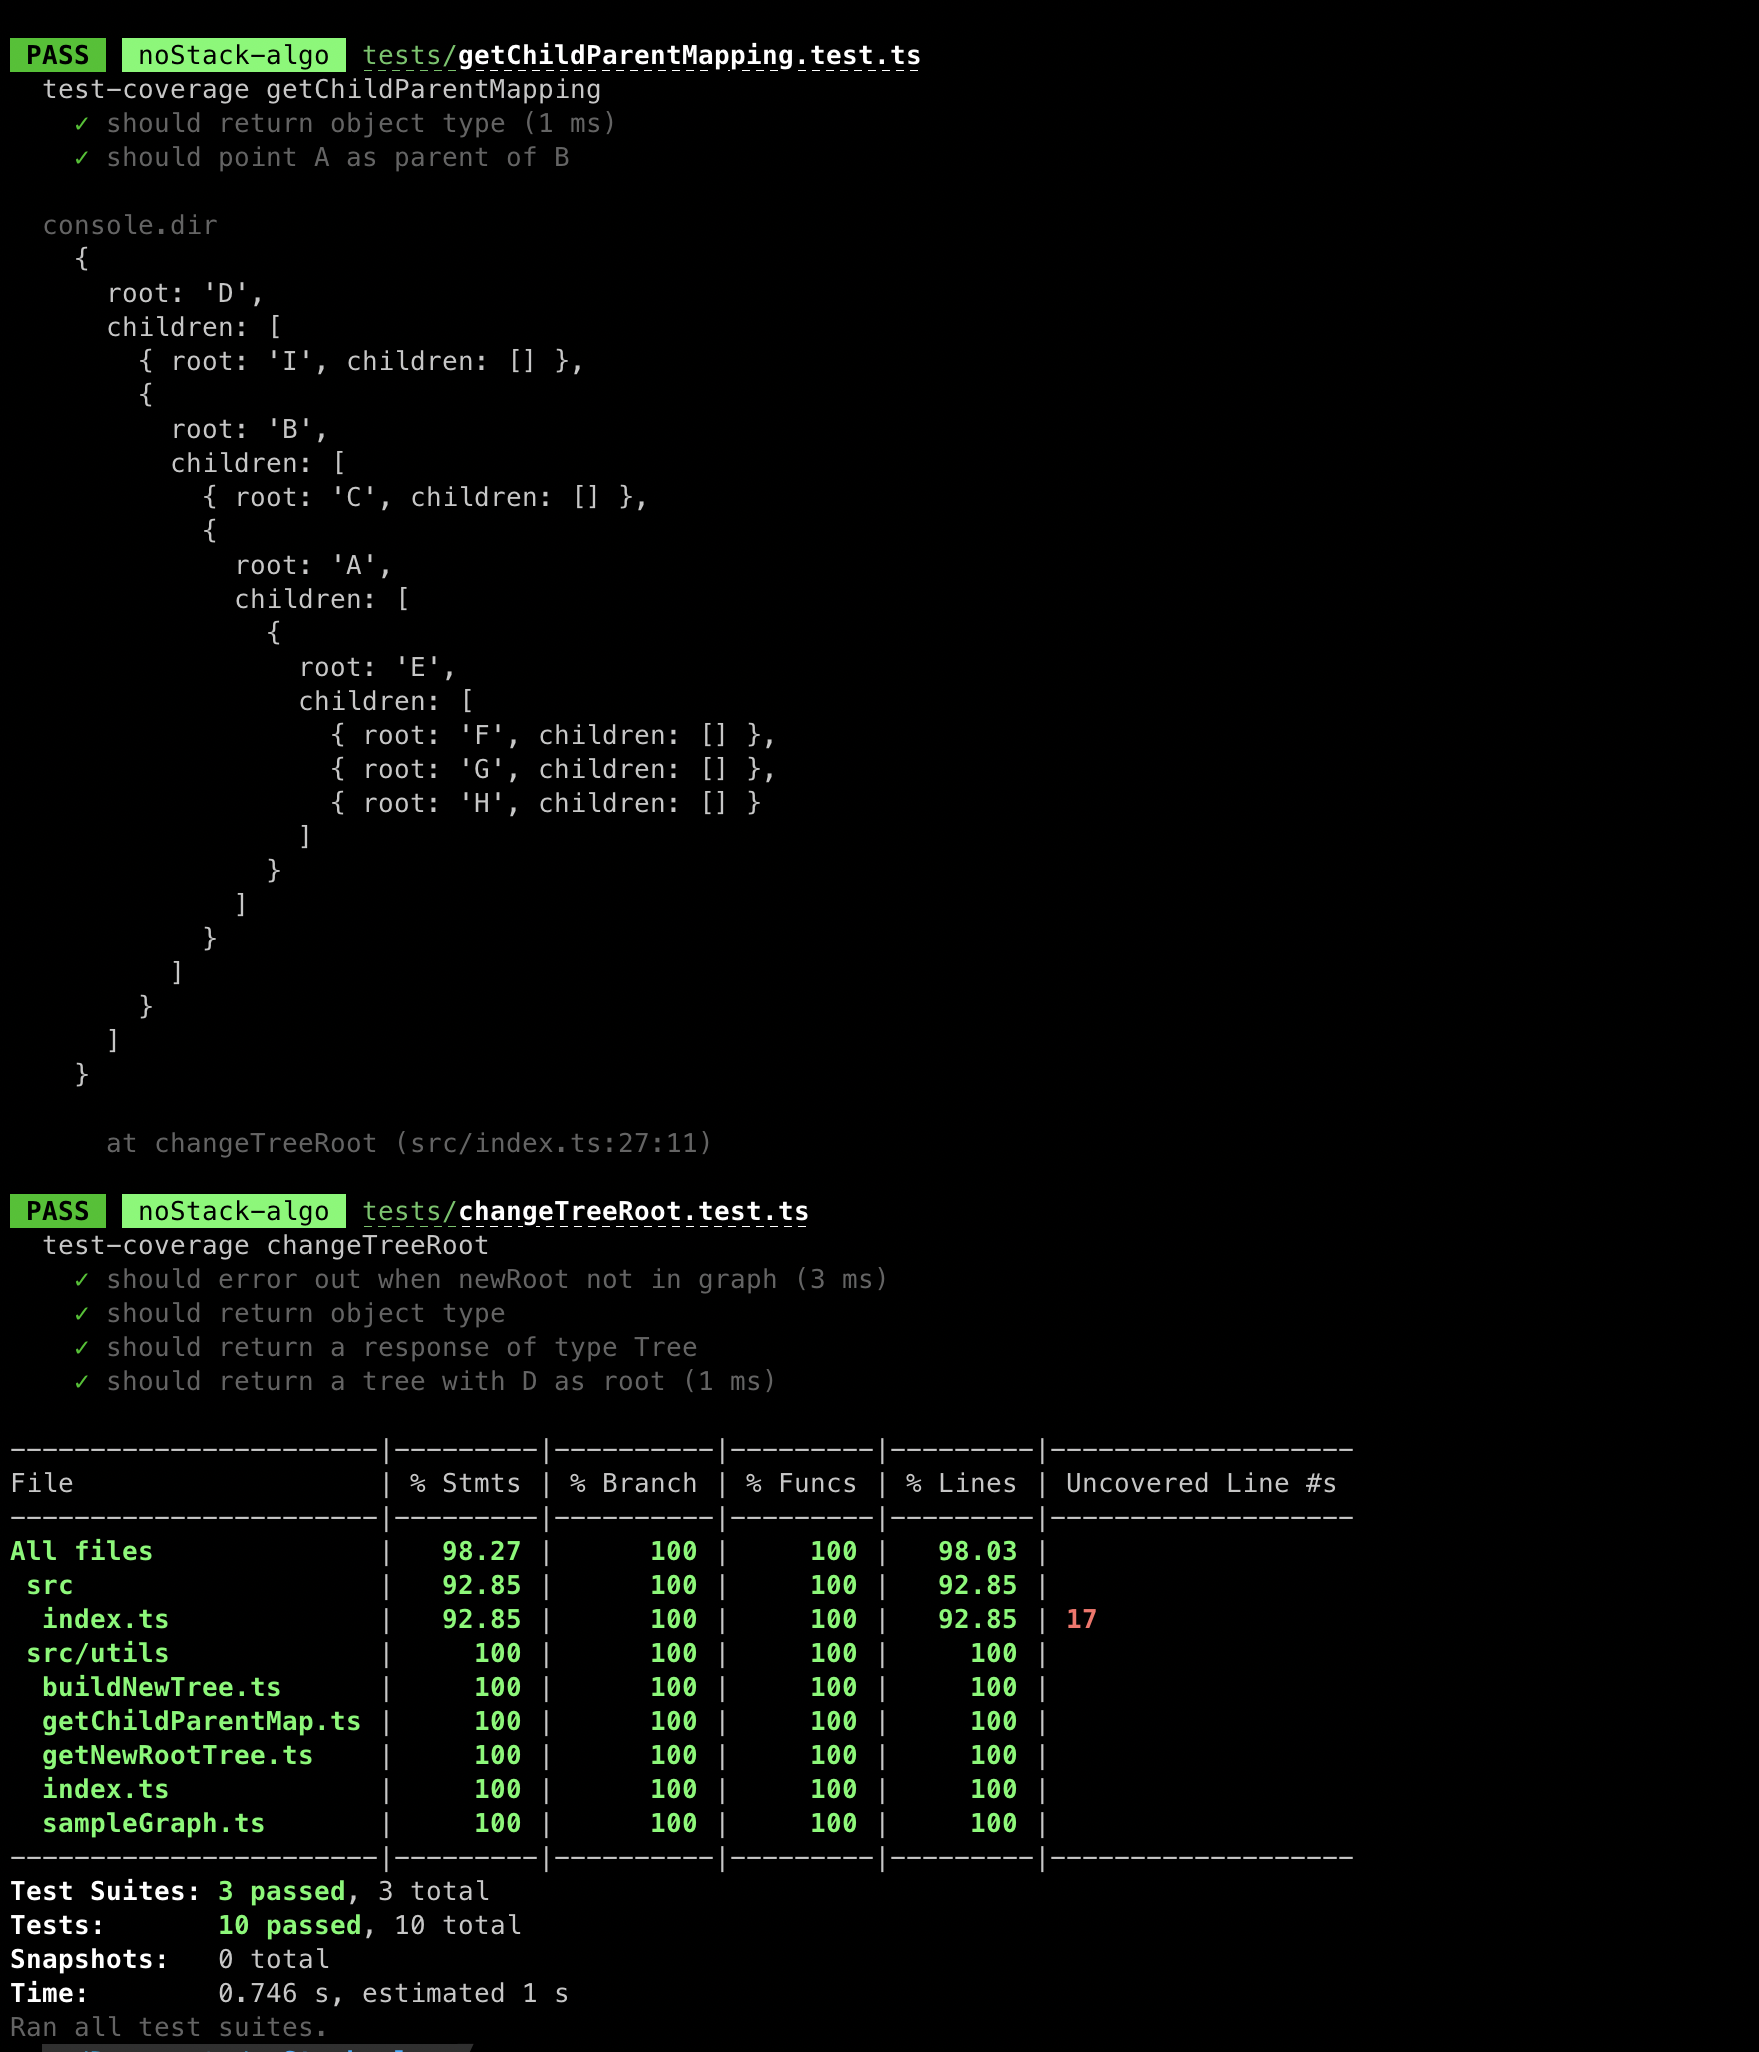 PASS noStack-algo tests/getChildParentMapping.test.ts
test-coverage getChildParentMapping
✓ should return object type (1 ms)
✓ should point A as parent of B
console.dir
{
root: 'D',
children: [
{ root: 'I', children: [] },
{
root: 'B',
children: [
{ root: 'C', children: [] },
{
root: 'A',
children: [
{
root: 'E',
children: [
{ root: 'F', children: [] },
{ root: 'G', children: [] },
{ root: 'H', children: [] }
]
}
]
}
]
}
]
}
at changeTreeRoot (src/index.ts:27:11)
PASS noStack-algo tests/changeTreeRoot.test.ts
test-coverage changeTreeRoot
✓ should error out when newRoot not in graph (3 ms)
✓ should return object type
✓ should return a response of type Tree
✓ should return a tree with D as root (1 ms)
-----------------------|---------|----------|---------|---------|-------------------
File | % Stmts | % Branch | % Funcs | % Lines | Uncovered Line #s
-----------------------|---------|----------|---------|---------|-------------------
All files | 98.27 | 100 | 100 | 98.03 |
src | 92.85 | 100 | 100 | 92.85 |
index.ts | 92.85 | 100 | 100 | 92.85 | 17
src/utils | 100 | 100 | 100 | 100 |
buildNewTree.ts | 100 | 100 | 100 | 100 |
getChildParentMap.ts | 100 | 100 | 100 | 100 |
getNewRootTree.ts | 100 | 100 | 100 | 100 |
index.ts | 100 | 100 | 100 | 100 |
sampleGraph.ts | 100 | 100 | 100 | 100 |
-----------------------|---------|----------|---------|---------|-------------------
Test Suites: 3 passed, 3 total
Tests: 10 passed, 10 total
Snapshots: 0 total
Time: 0.746 s, estimated 1 s
Ran all test suites.